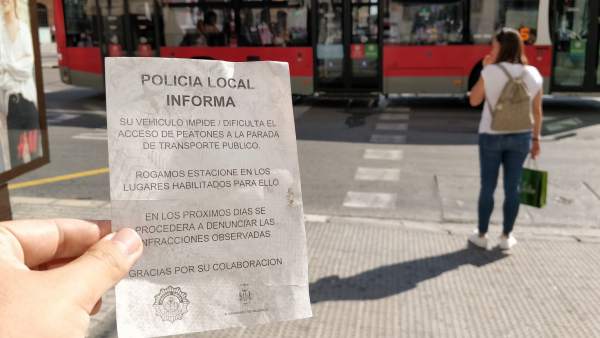 POLICIA LOCAL
INFORMA
SU VEHICULO IMPIDE / DIFICULTA EL
ACCESO DE PEATONES A LA PARADA
DE TRANSPORTE PUBLICO.
ROGAMOS ESTACIONE EN LOS
LUGARES HABILITADOS PARA ELLO
EN LOS PROXIMOS DIAS SE
PROCEDERA A DENUNCIAR LAS
INFRACCIONES OBSERVADAS
GRACIAS POR SU COLABORACION